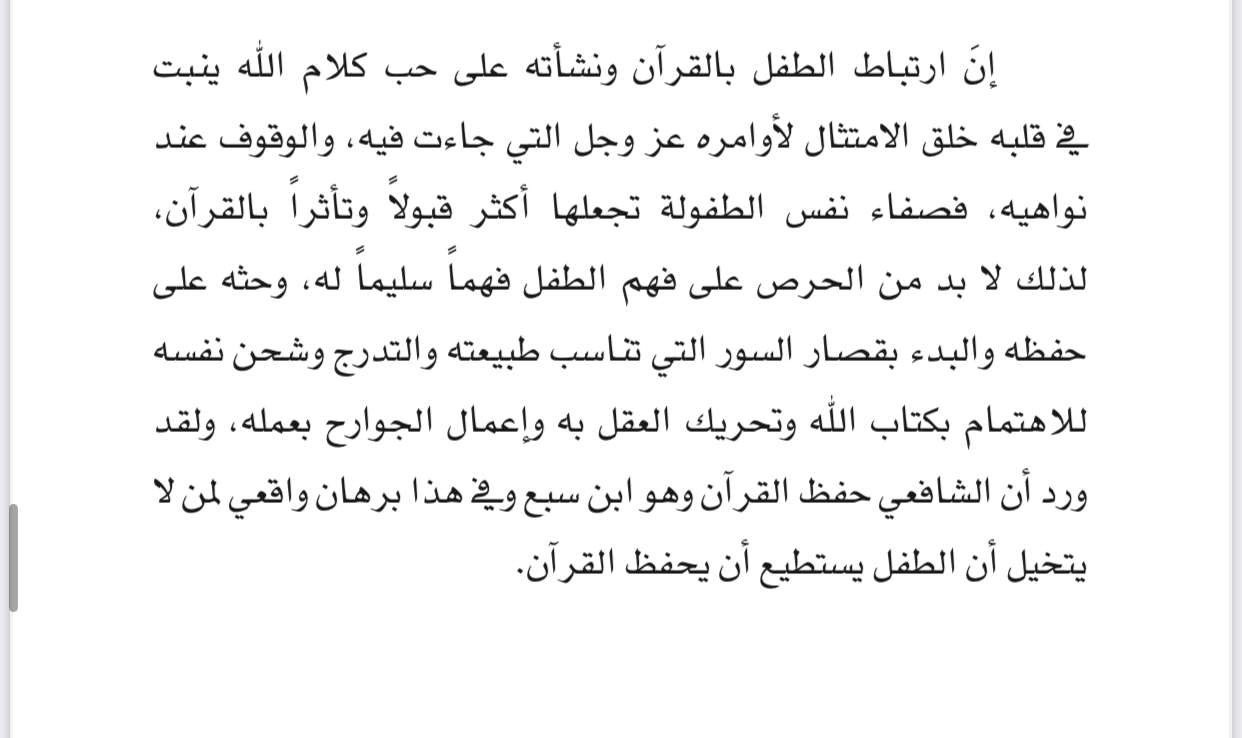 إنَ ارتباط الطفل بالقرآن ونشأته على حب كلام الله ينبت
في قلبه خلق الامتثال لأوامره عز وجل التي جاءت فيه، والوقوف عند
نواهيه، فصفاء نفس الطفولة تجعلها أكثر قبولاً وتأثراً بالقرآن،
لذلك لا بد من الحرص على فهم الطفل فهماً سليماً له، وحثه على
حفظه والبدء بقصار السور التي تناسب طبيعته والتدرج وشحن نفسه
للاهتمام بكتاب الله وتحريك العقل به وإعمال الجوارح بعمله، ولقد
ورد أن الشافعي حفظ القرآن وهو ابن سبع وفي هذا برهان واقعي لمن لا
يتخيل أن الطفل يستطيع أن يحفظ القرآن.